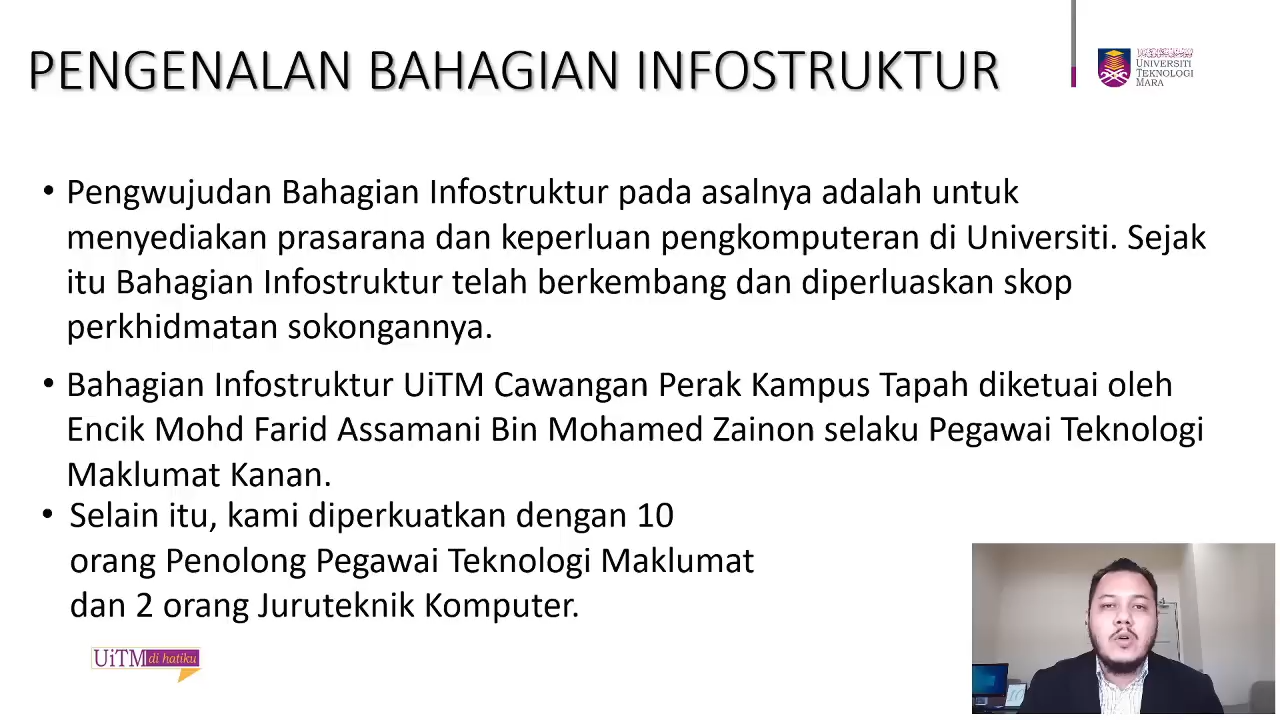 PENGENALAN BAHAGIAN INFOSTRUKTUR
UNIVERSITI
TEKNOLOGI
MARA
• Pengwujudan Bahagian Infostruktur pada asalnya adalah untuk
menyediakan prasarana dan keperluan pengkomputeran di Universiti. Sejak
itu Bahagian Infostruktur telah berkembang dan diperluaskan skop
perkhidmatan sokongannya.
• Bahagian Infostruktur UiTM Cawangan Perak Kampus Tapah diketuai oleh
Encik Mohd Farid Assamani Bin Mohamed Zainon selaku Pegawai Teknologi
Maklumat Kanan.
• Selain itu, kami diperkuatkan dengan 10
orang Penolong Pegawai Teknologi Maklumat
dan 2 orang Juruteknik Komputer.
UiTM di hatiku